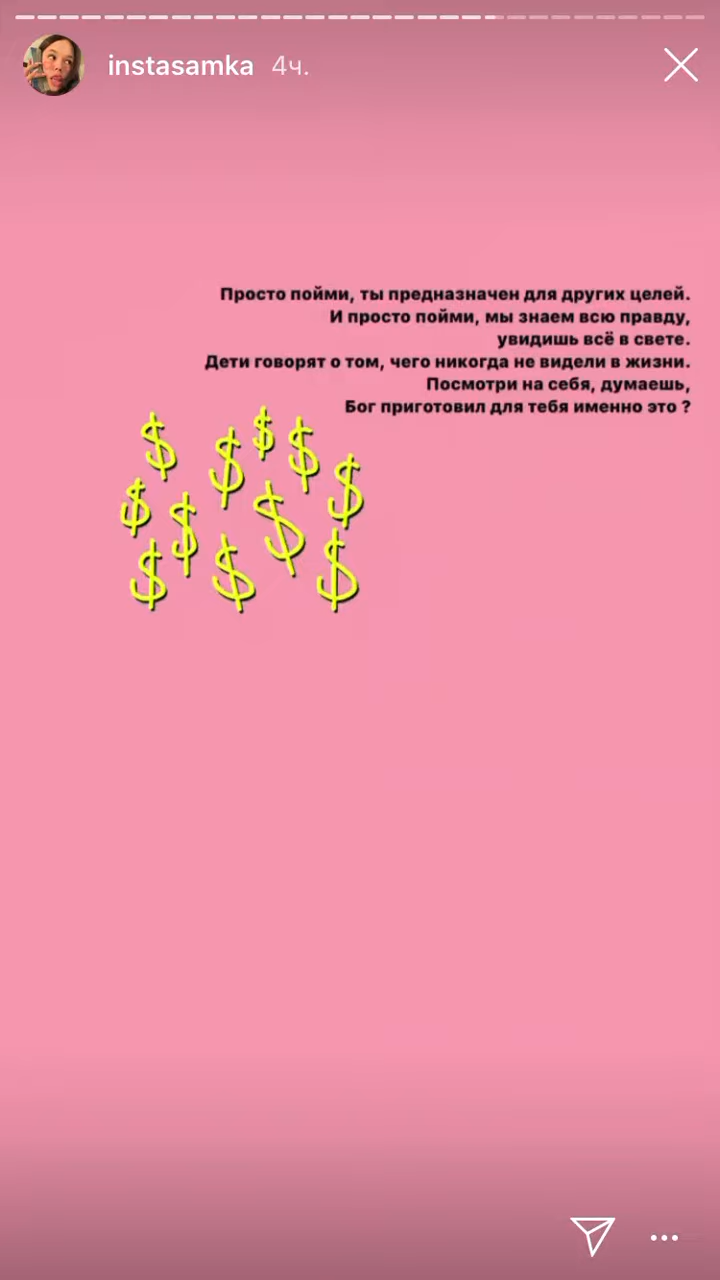 instasamka 4ч.
Просто пойми, ты предназначен для других целей.
И просто пойми, мы знаем всю правду,
увидишь всё в свете.
Дети говорят о том, чего никогда не видели в жизни.
Посмотри на себя, думаешь,
Бог приготовил для тебя именно это ?
$ $ $ $
$ $ $ $
$ $ $